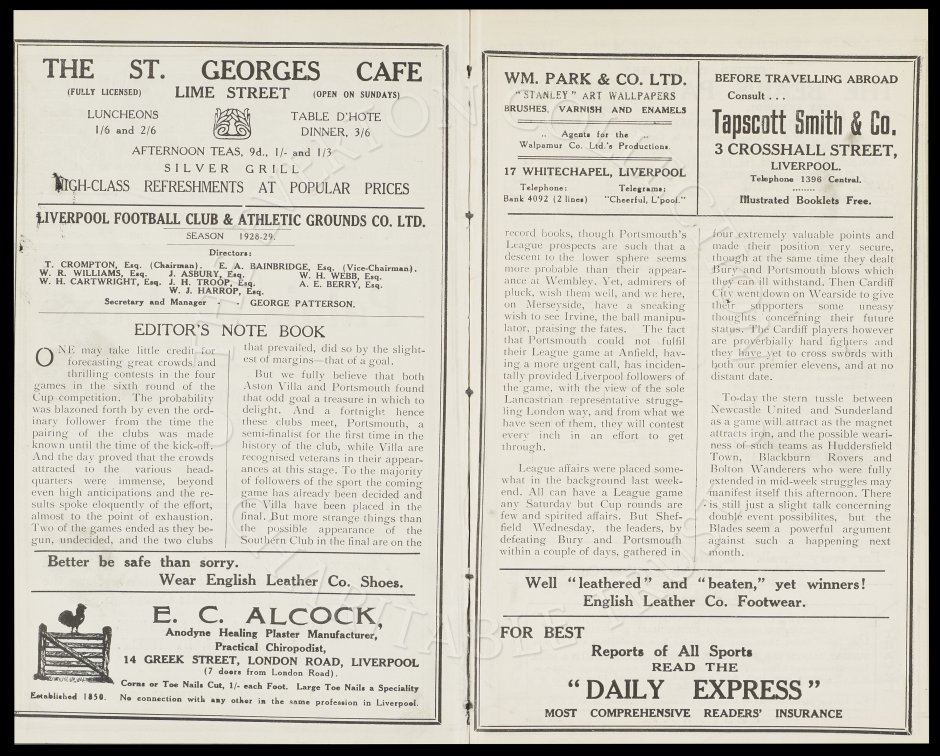 THE ST. GEORGES CAFE
(FULLY LICENSED) LIME STREET (OPEN ON SUNDAYS)
LUNCHEONS
1/6 and 2/6
TABLE D'HOTE
DINNER, 3/6
AFTERNOON TEAS, 9d., 1/- and 1/3
SILVER GRILL
HIGH-CLASS REFRESHMENTS AT POPULAR PRICES
LIVERPOOL FOOTBALL CLUB & ATHLETIC GROUNDS CO. LTD.
SEASON 1928-29.
Directors:
T. CROMPTON, Esq. (Chairman). E. A. BAINBRIDGE, Esq. (Vice-Chairman).
W. R. WILLIAMS, Esq. J. ASBURY, Esq. W. H. WEBB, Esq.
W. H. CARTWRIGHT, Esq. J. H. TROOP, Esq. A. E. BERRY, Esq.
W. J. HARROP, Esq.
Secretary and Manager - - GEORGE PATTERSON.
EDITOR'S NOTE BOOK
ONE may take little credit for
forecasting great crowds and
thrilling contests in the four
games in the sixth round of the
Cup competition. The probability
was blazoned forth by even the ord-
inary follower from the time the
pairing of the clubs was made
known until the time of the kick-off.
And the day proved that the crowds
attracted to the various head-
quarters were immense, beyond
even high anticipations and the re-
sults spoke eloquently of the effort,
almost to the point of exhaustion.
Two of the games ended as they be-
gun, undecided, and the two clubs
that prevailed, did so by the slight-
est of margins—that of a goal.
But we fully believe that both
Aston Villa and Portsmouth found
that odd goal a treasure in which to
delight. And a fortnight hence
these clubs meet, Portsmouth, a
semi-finalist for the first time in the
history of the club, while Villa are
recognised veterans in their appear-
ances at this stage. To the majority
of followers of the sport the coming
game has already been decided and
the Villa have been placed in the
final. But more strange things than
the possible appearance of the
Southern Club in the final are on the
Better be safe than sorry.
Wear English Leather Co. Shoes.
E. C. ALCOCK,
Anodyne Healing Plaster Manufacturer,
Practical Chiropodist,
14 GREEK STREET, LONDON ROAD, LIVERPOOL
(7 doors from London Road).
Corns or Toe Nails Cut, 1/- each Foot. Large Toe Nails a Speciality
Established 1850. No connection with any other in the same profession in Liverpool.
WM. PARK & CO. LTD.
"STANLEY" ART WALLPAPERS
BRUSHES, VARNISH AND ENAMELS
.. Agents for the ..
Walpamur Co. Ltd.'s Productions.
17 WHITECHAPEL, LIVERPOOL
Telephone: Telegrams:
Bank 4092 (2 lines) "Cheerful, L'pool."
BEFORE TRAVELLING ABROAD
Consult . . .
Tapscott Smith & Co.
3 CROSSHALL STREET,
LIVERPOOL.
Telephone 1396 Central.
........
Illustrated Booklets Free.
record books, though Portsmouth's
League prospects are such that a
descent to the lower sphere seems
more probable than their appear-
ance at Wembley. Yet, admirers of
pluck, wish them well, and we here,
on Merseyside, have a sneaking
wish to see Irvine, the ball manipu-
lator, praising the fates. The fact
that Portsmouth could not fulfil
their League game at Anfield, hav-
ing a more urgent call, has inciden-
tally provided Liverpool followers of
the game, with the view of the sole
Lancastrian representative strugg-
ling London way, and from what we
have seen of them, they will contest
every inch in an effort to get
through.
League affairs were placed some-
what in the background last week-
end. All can have a League game
any Saturday but Cup rounds are
few and spirited affairs. But Shef-
field Wednesday, the leaders, by
defeating Bury and Portsmouth
within a couple of days, gathered in
four extremely valuable points and
made their position very secure,
though at the same time they dealt
Bury and Portsmouth blows which
they can ill withstand. Then Cardiff
City went down on Wearside to give
their supporters some uneasy
thoughts concerning their future
status. The Cardiff players however
are proverbially hard fighters and
they have yet to cross swords with
both our premier elevens, and at no
distant date.
To-day the stern tussle between
Newcastle United and Sunderland
as a game will attract as the magnet
attracts iron, and the possible weari-
ness of such teams as Huddersfield
Town, Blackburn Rovers and
Bolton Wanderers who were fully
extended in mid-week struggles may
manifest itself this afternoon. There
is still just a slight talk concerning
double event possibilites, but the
Blades seem a powerful argument
against such a happening next
month.
Well "leathered" and "beaten," yet winners!
English Leather Co. Footwear.
FOR BEST
Reports of All Sports
READ THE
"DAILY EXPRESS"
MOST COMPREHENSIVE READERS' INSURANCE